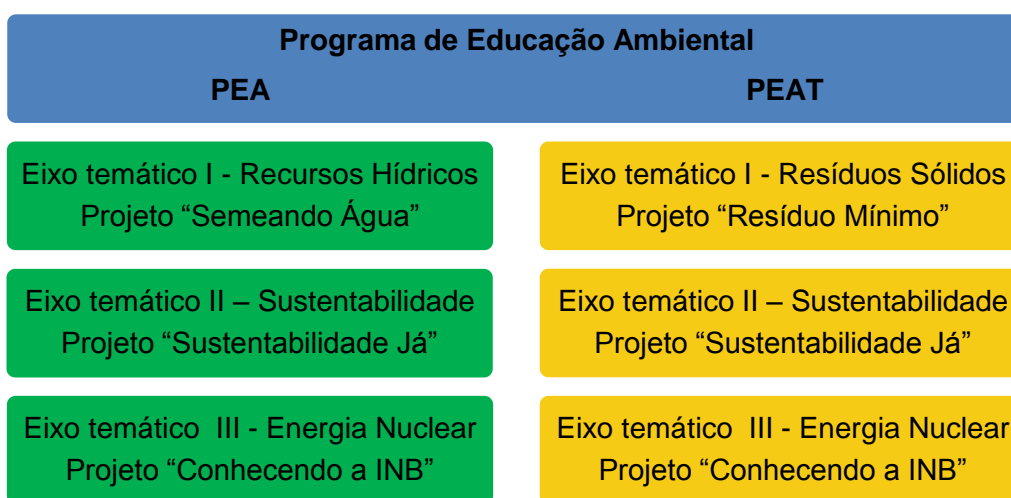 Programa de Educação Ambiental
PEA
PEAT
Eixo temático I - Recursos Hídricos
Projeto “Semeando Água”
Eixo temático I - Resíduos Sólidos
Projeto “Resíduo Mínimo”
Eixo temático II – Sustentabilidade
Projeto “Sustentabilidade Já”
Eixo temático II – Sustentabilidade
Projeto “Sustentabilidade Já”
Eixo temático  III - Energia Nuclear
Projeto “Conhecendo a INB”
Eixo temático  III - Energia Nuclear
Projeto “Conhecendo a INB”